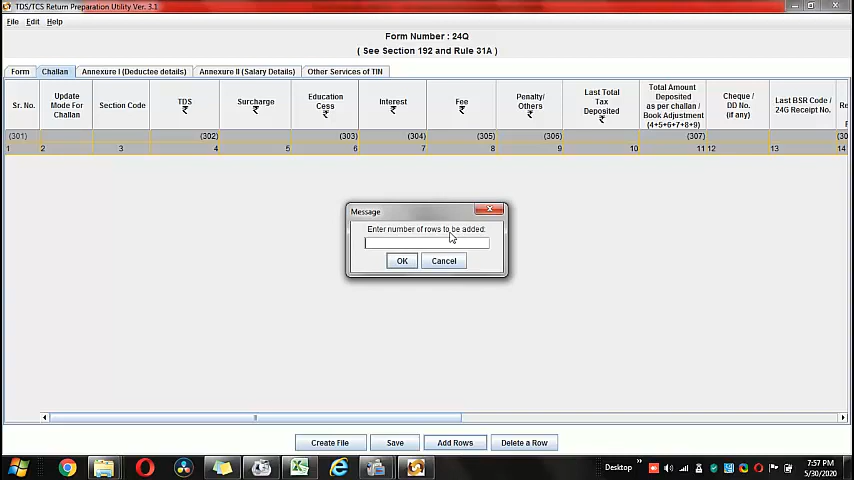 TDS/TCS Return Preparation Utility Ver. 3.1
File Edit Help
Form Number : 24Q
( See Section 192 and Rule 31A )
Form Challan Annexure I (Deductee details) Annexure II (Salary Details) Other Services of TIN
Sr. No.
Update Mode For Challan
Section Code
TDS ₹
Surcharge ₹
Education Cess ₹
Interest ₹
Fee ₹
Penalty/ Others ₹
Last Total Tax Deposited ₹
Total Amount Deposited as per challan / Book Adjustment (4+5+6+7+8+9)
Cheque / DD No. (if any)
Last BSR Code / 24G Receipt No.
(301) (302) (303) (304) (305) (306) (307)
1 2 3 4 5 6 7 8 9 10 11 12 13 14
Message
Enter number of rows to be added:
OK Cancel
Create File Save Add Rows Delete a Row
Desktop
7:57 PM
5/30/2020